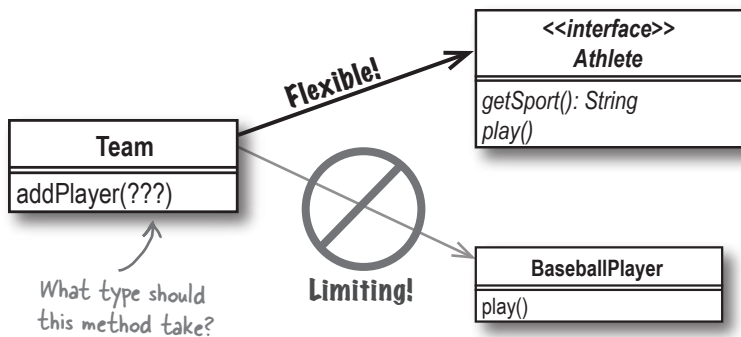 <<interface>>
Athlete
getSport(): String
play()
Flexible!
Team
addPlayer(???)
What type should
this method take?
Limiting!
BaseballPlayer
play()